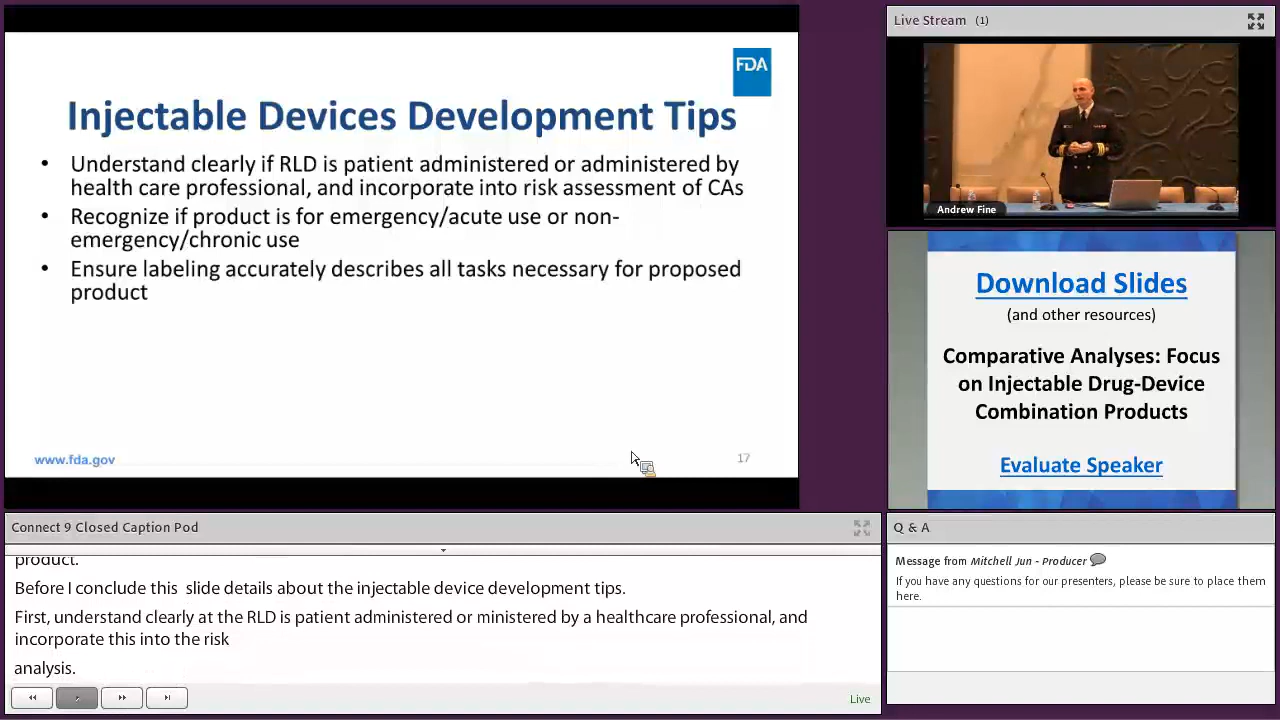 FDA
Injectable Devices Development Tips
• Understand clearly if RLD is patient administered or administered by
health care professional, and incorporate into risk assessment of CAs
• Recognize if product is for emergency/acute use or non-
emergency/chronic use
• Ensure labeling accurately describes all tasks necessary for proposed
product
www.fda.gov
17
Live Stream (1)
Andrew Fine
Download Slides
(and other resources)
Comparative Analyses: Focus
on Injectable Drug-Device
Combination Products
Evaluate Speaker
Connect 9 Closed Caption Pod
product.
Before I conclude this  slide details about the injectable device development tips.
First, understand clearly at the RLD is patient administered or ministered by a healthcare professional, and
incorporate this into the risk
analysis.
Live
Q & A
Message from Mitchell Jun - Producer
If you have any questions for our presenters, please be sure to place them
here.